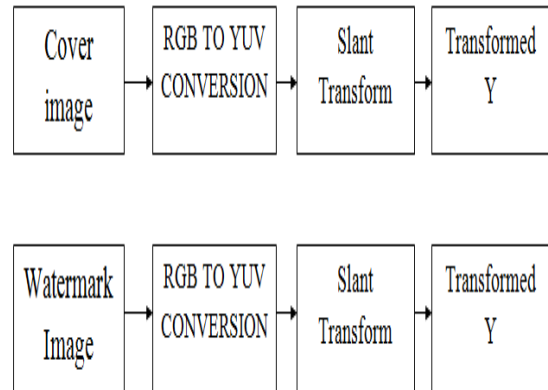 Cover
image
RGB TO YUV
CONVERSION
Slant
Transform
Transformed
Y
Watermark
Image
RGB TO YUV
CONVERSION
Slant
Transform
Transformed
Y